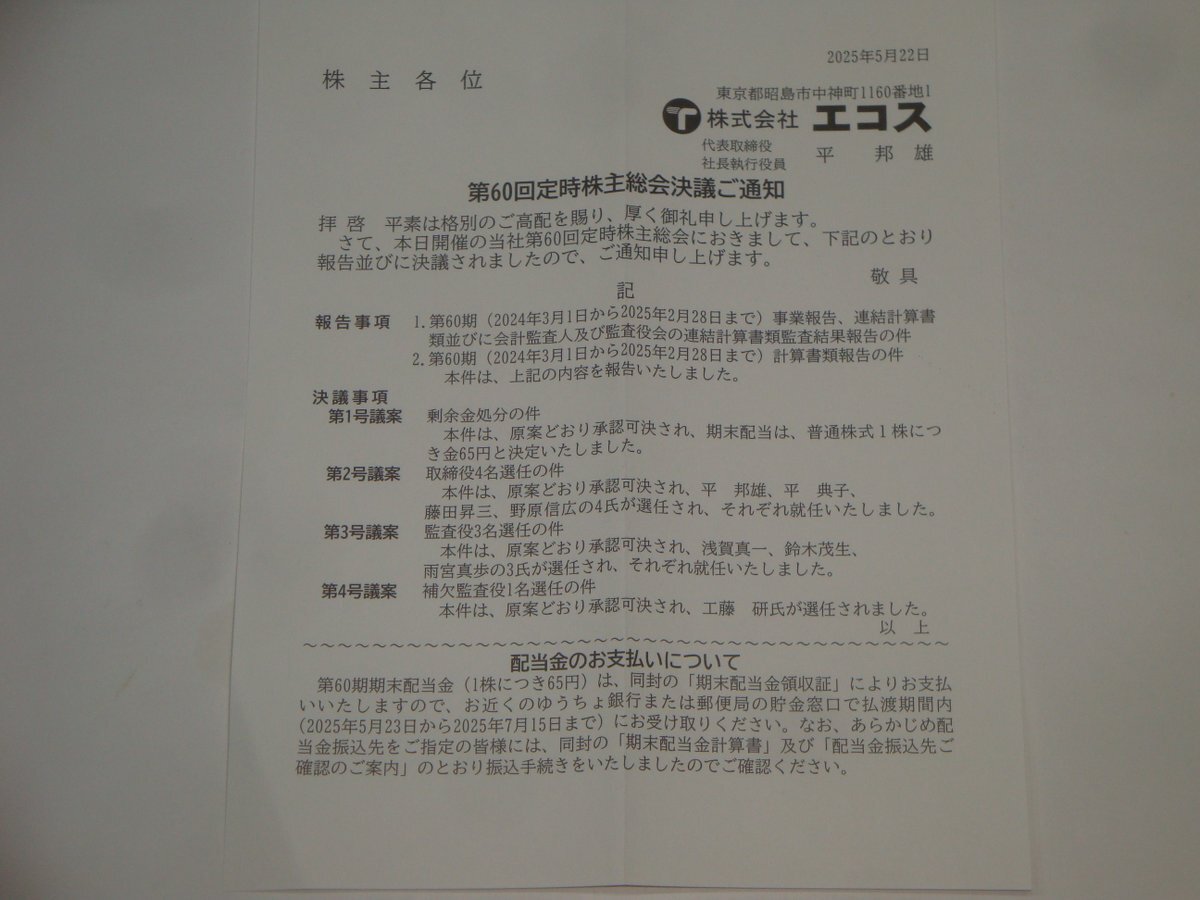 2025年5月22日
株主各位
東京都昭島市中神町1160番地1
株式会社 エコス
代表取締役
社長執行役員 平 邦雄
第60回定時株主総会決議ご通知
拝啓 平素は格別のご高配を賜り、厚く御礼申し上げます。
さて、本日開催の当社第60回定時株主総会におきまして、下記のとおり
報告並びに決議されましたので、ご通知申し上げます。
敬具
記
報告事項 1.第60期（2024年3月1日から2025年2月28日まで）事業報告、連結計算書
類並びに会計監査人及び監査役会の連結計算書類監査結果報告の件
2.第60期（2024年3月1日から2025年2月28日まで）計算書類報告の件
本件は、上記の内容を報告いたしました。
決議事項
第1号議案 剰余金処分の件
本件は、原案どおり承認可決され、期末配当は、普通株式1株につ
き金65円と決定いたしました。
第2号議案 取締役4名選任の件
本件は、原案どおり承認可決され、平 邦雄、平 典子、
藤田昇三、野原信広の4氏が選任され、それぞれ就任いたしました。
第3号議案 監査役3名選任の件
本件は、原案どおり承認可決され、浅賀真一、鈴木茂生、
雨宮真歩の3氏が選任され、それぞれ就任いたしました。
第4号議案 補欠監査役1名選任の件
本件は、原案どおり承認可決され、工藤 研氏が選任されました。
以上
配当金のお支払いについて
第60期期末配当金（1株につき65円）は、同封の「期末配当金領収証」によりお支払
いいたしますので、お近くのゆうちょ銀行または郵便局の貯金窓口で払渡期間内
（2025年5月23日から2025年7月15日まで）にお受け取りください。なお、あらかじめ配
当金振込先をご指定の皆様には、同封の「期末配当金計算書」及び「配当金振込先ご
確認のご案内」のとおり振込手続きをいたしましたのでご確認ください。